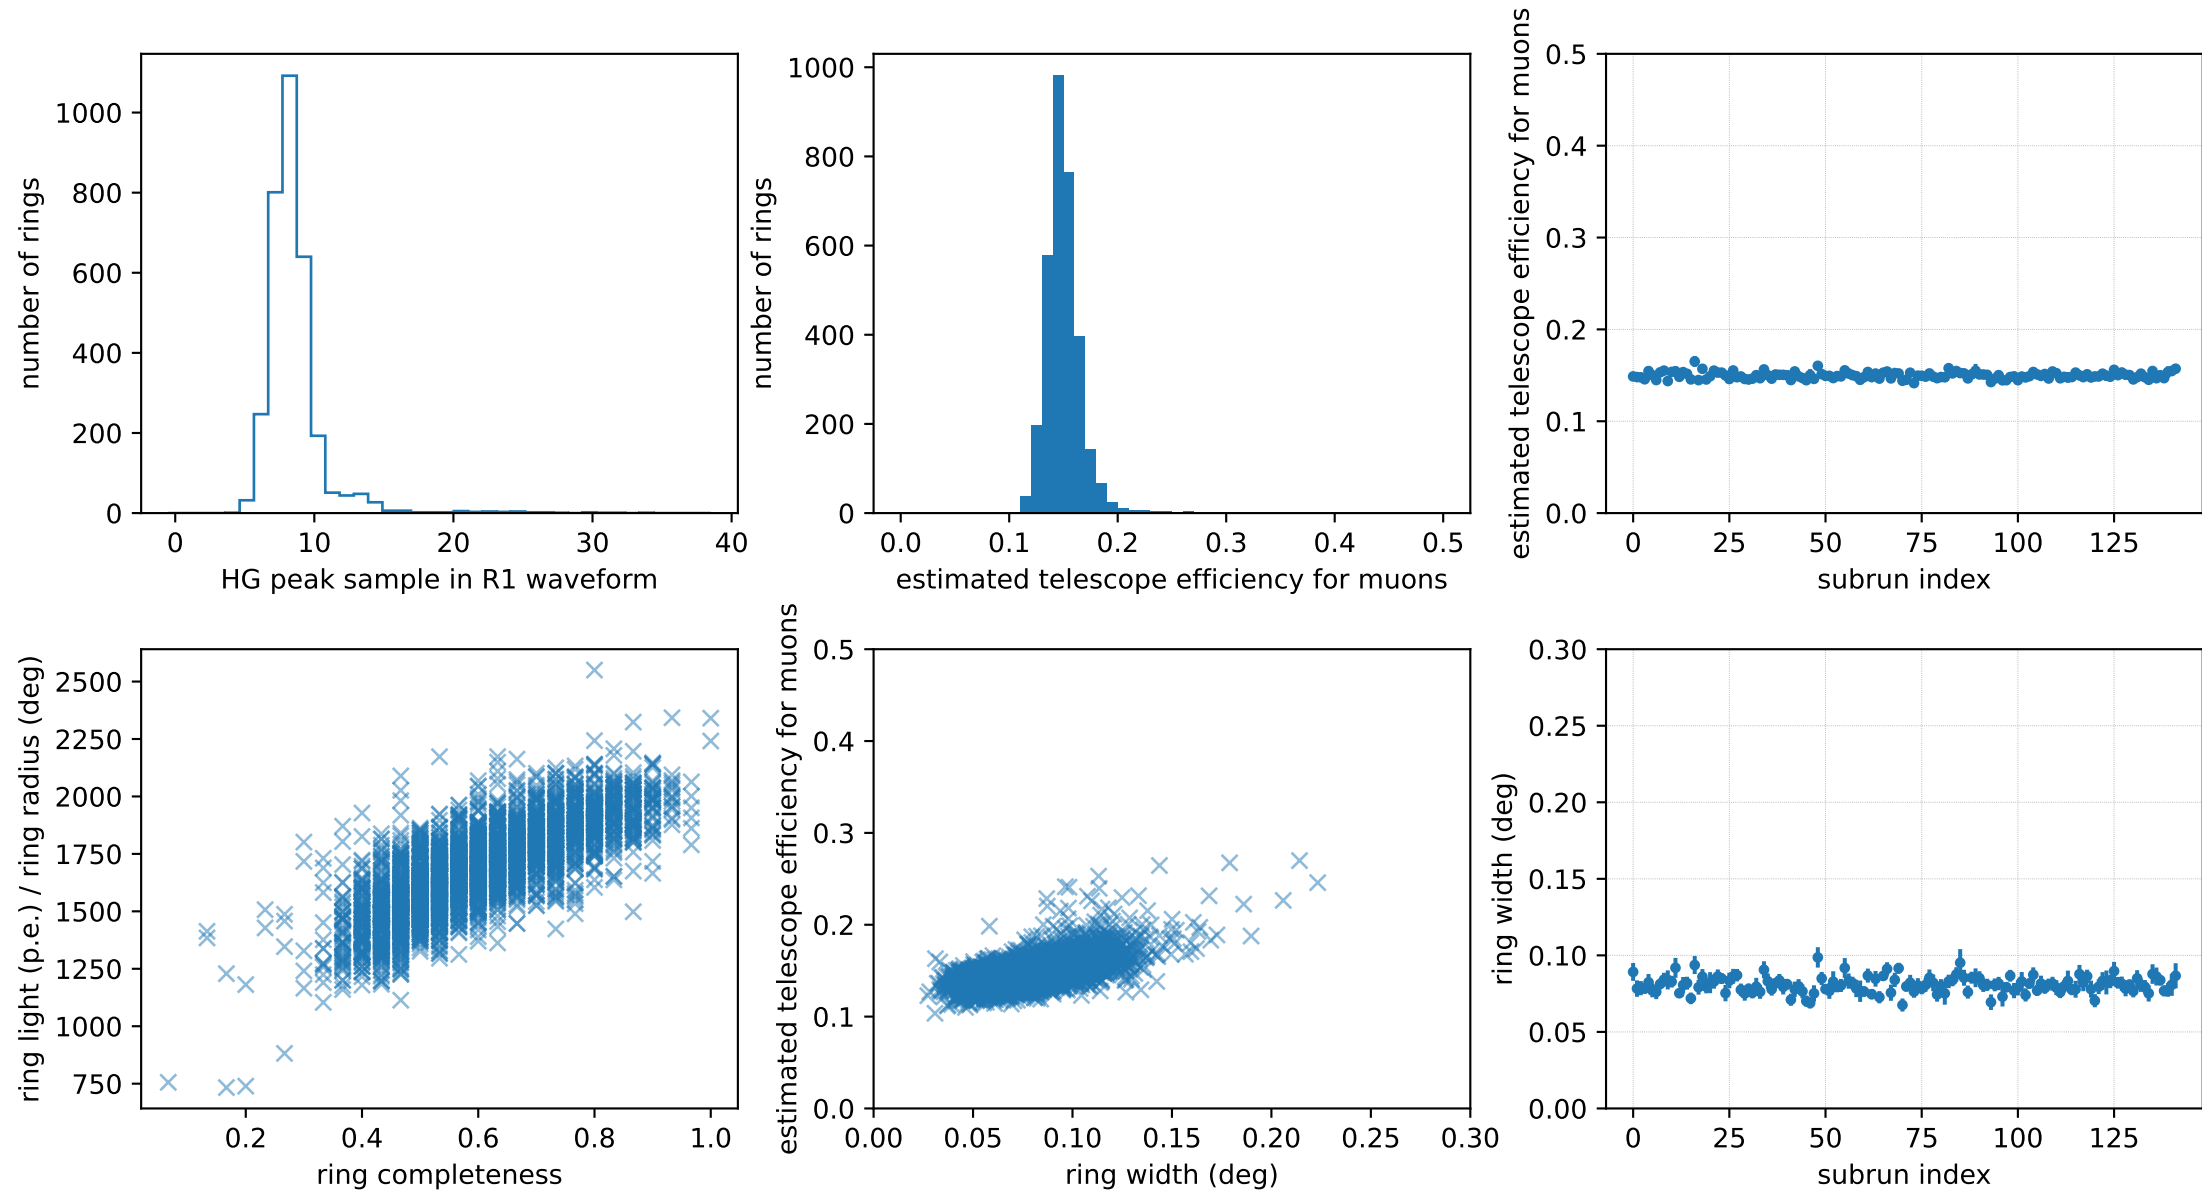 number of rings
1000
800
600
400
200
0
0 10 20 30 40
HG peak sample in R1 waveform
number of rings
1000
800
600
400
200
0
0.0 0.1 0.2 0.3 0.4 0.5
estimated telescope efficiency for muons
estimated telescope efficiency for muons
0.5
0.4
0.3
0.2
0.1
0.0
0 25 50 75 100 125
subrun index
ring light (p.e.) / ring radius (deg)
2500
2250
2000
1750
1500
1250
1000
750
0.2 0.4 0.6 0.8 1.0
ring completeness
estimated telescope efficiency for muons
0.5
0.4
0.3
0.2
0.1
0.0
0.00 0.05 0.10 0.15 0.20 0.25 0.30
ring width (deg)
ring width (deg)
0.30
0.25
0.20
0.15
0.10
0.05
0.00
0 25 50 75 100 125
subrun index